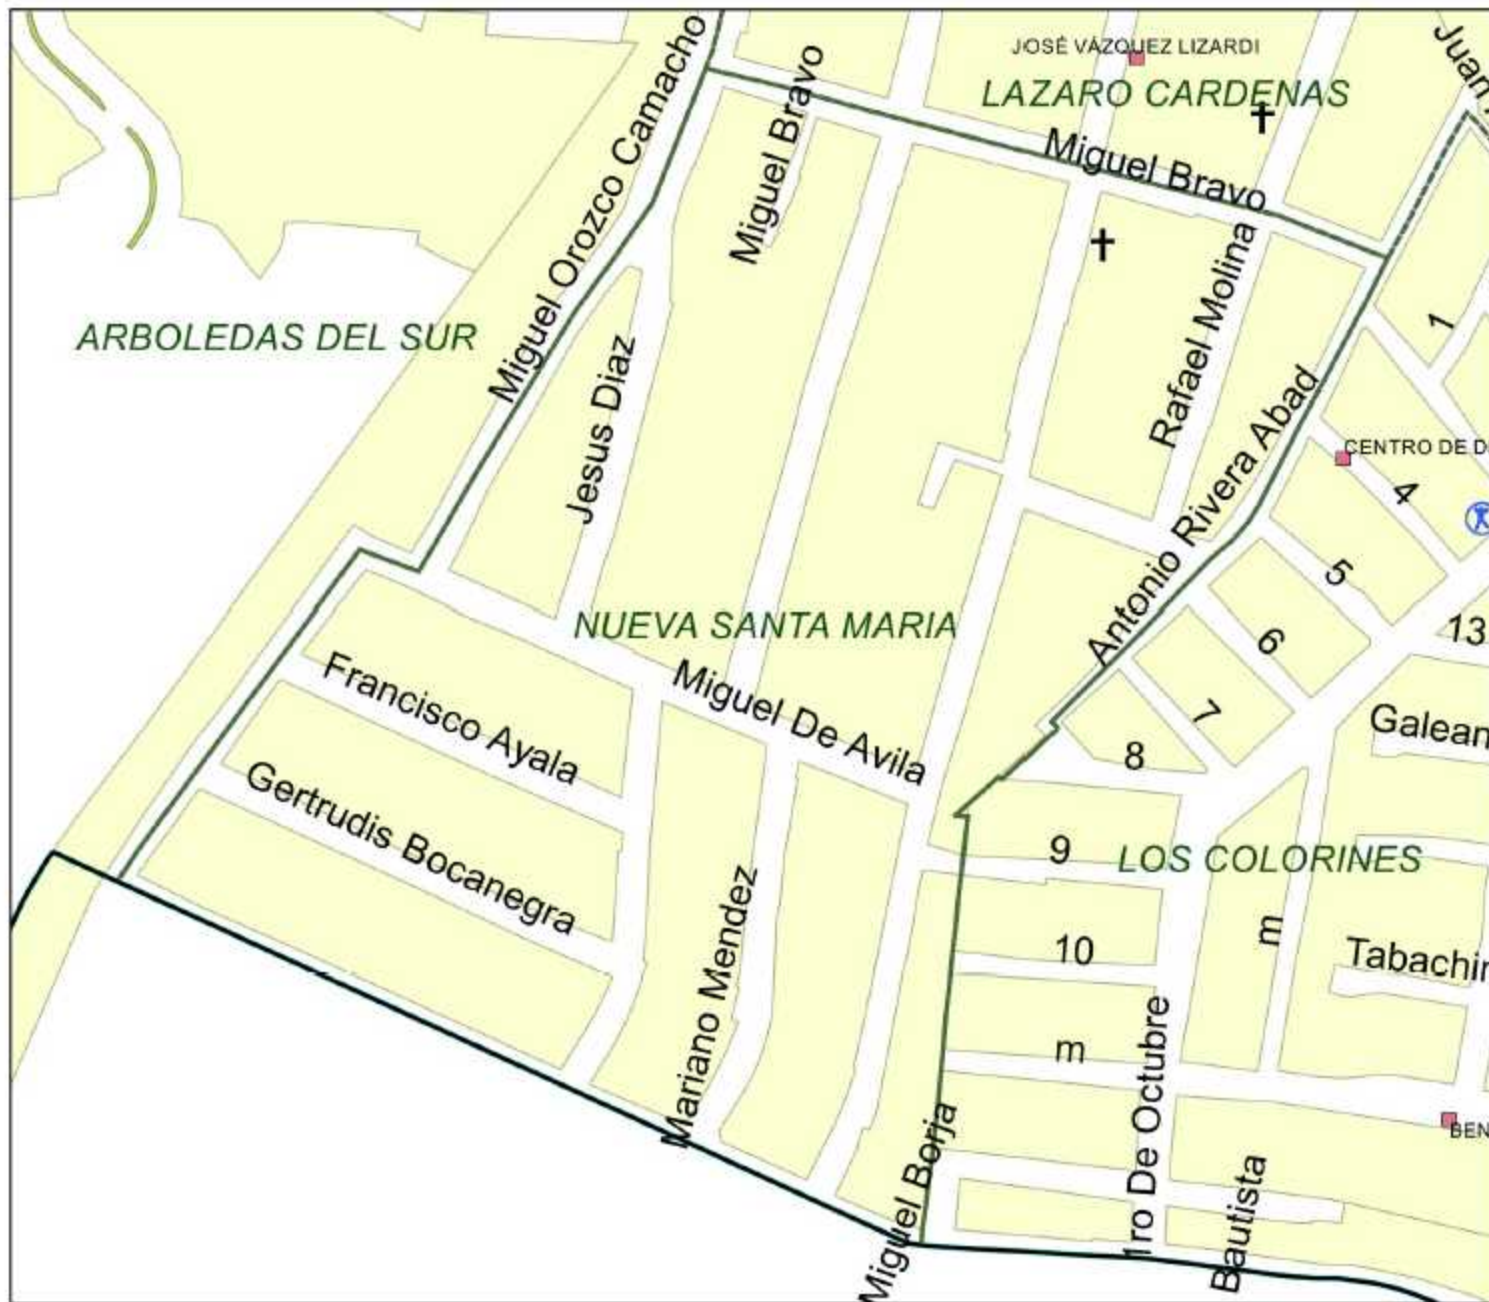 JOSÉ VÁZQUEZ LIZARDI
LAZARO CARDENAS
Juan
Miguel Orozco Camacho
Miguel Bravo
Miguel Bravo
Rafael Molina
1
ARBOLEDAS DEL SUR
Jesus Diaz
Antonio Rivera Abad
CENTRO DE D
4
5
NUEVA SANTA MARIA
6
13
Francisco Ayala
Miguel De Avila
7
Galean
8
Gertrudis Bocanegra
9
LOS COLORINES
Mariano Mendez
10
m
Tabachin
m
1ro De Octubre
BEN
Miguel Borja
Bautista